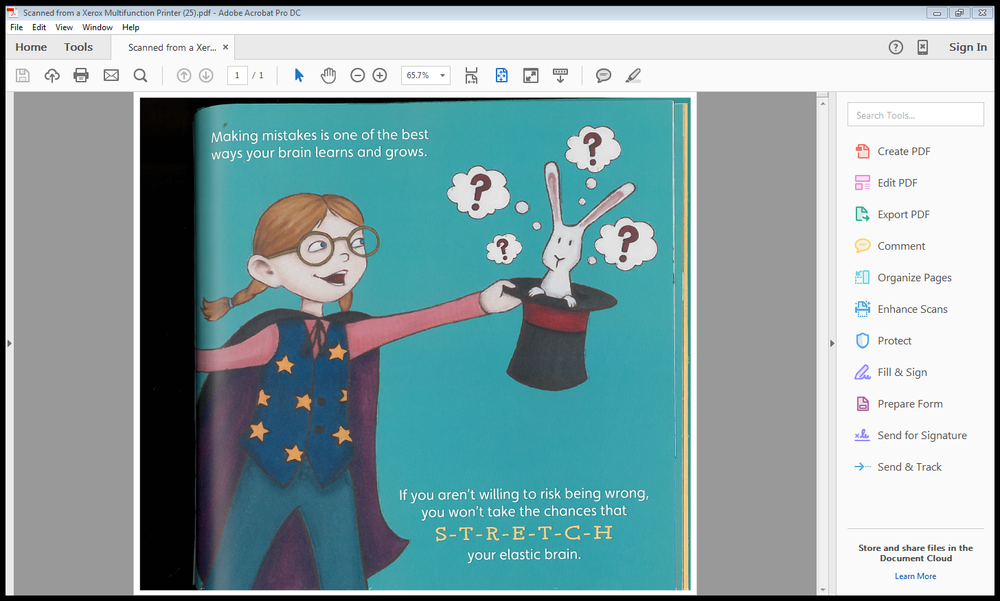 Scanned from a Xerox Multifunction Printer (25).pdf - Adobe Acrobat Pro DC
File Edit View Window Help
Home Tools Scanned from a Xer... × Sign In
1 / 1 65.7%
Making mistakes is one of the best
ways your brain learns and grows.
?
?
?
?
If you aren't willing to risk being wrong,
you won't take the chances that
S-T-R-E-T-C-H
your elastic brain.
Search Tools...
Create PDF
Edit PDF
Export PDF
Comment
Organize Pages
Enhance Scans
Protect
Fill & Sign
Prepare Form
Send for Signature
Send & Track
Store and share files in the
Document Cloud
Learn More